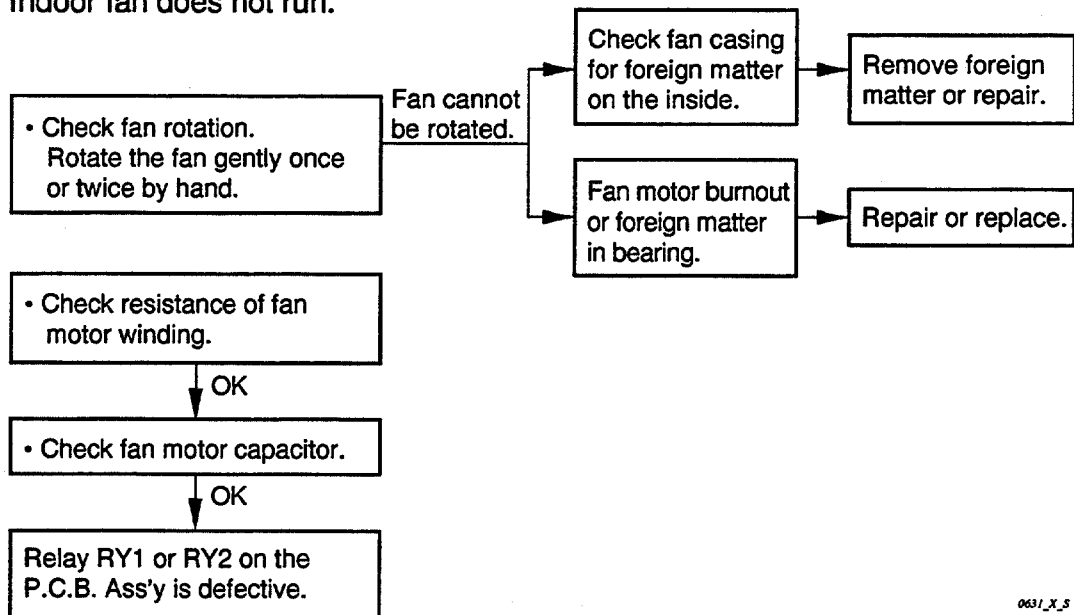 Indoor fan does not run.
• Check fan rotation.
Rotate the fan gently once
or twice by hand.
Fan cannot
be rotated.
Check fan casing
for foreign matter
on the inside.
Remove foreign
matter or repair.
Fan motor burnout
or foreign matter
in bearing.
Repair or replace.
• Check resistance of fan
motor winding.
OK
• Check fan motor capacitor.
OK
Relay RY1 or RY2 on the
P.C.B. Ass'y is defective.
0631_X_S